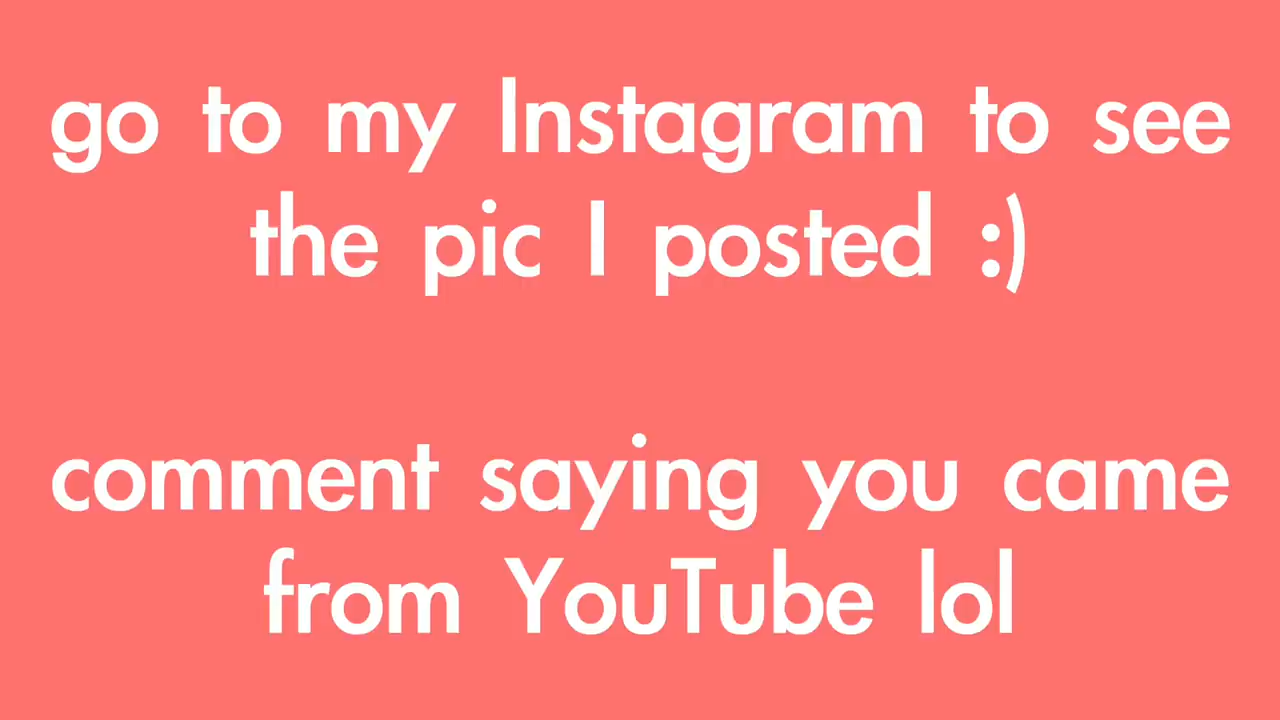 go to my Instagram to see
the pic I posted :)
comment saying you came
from YouTube lol